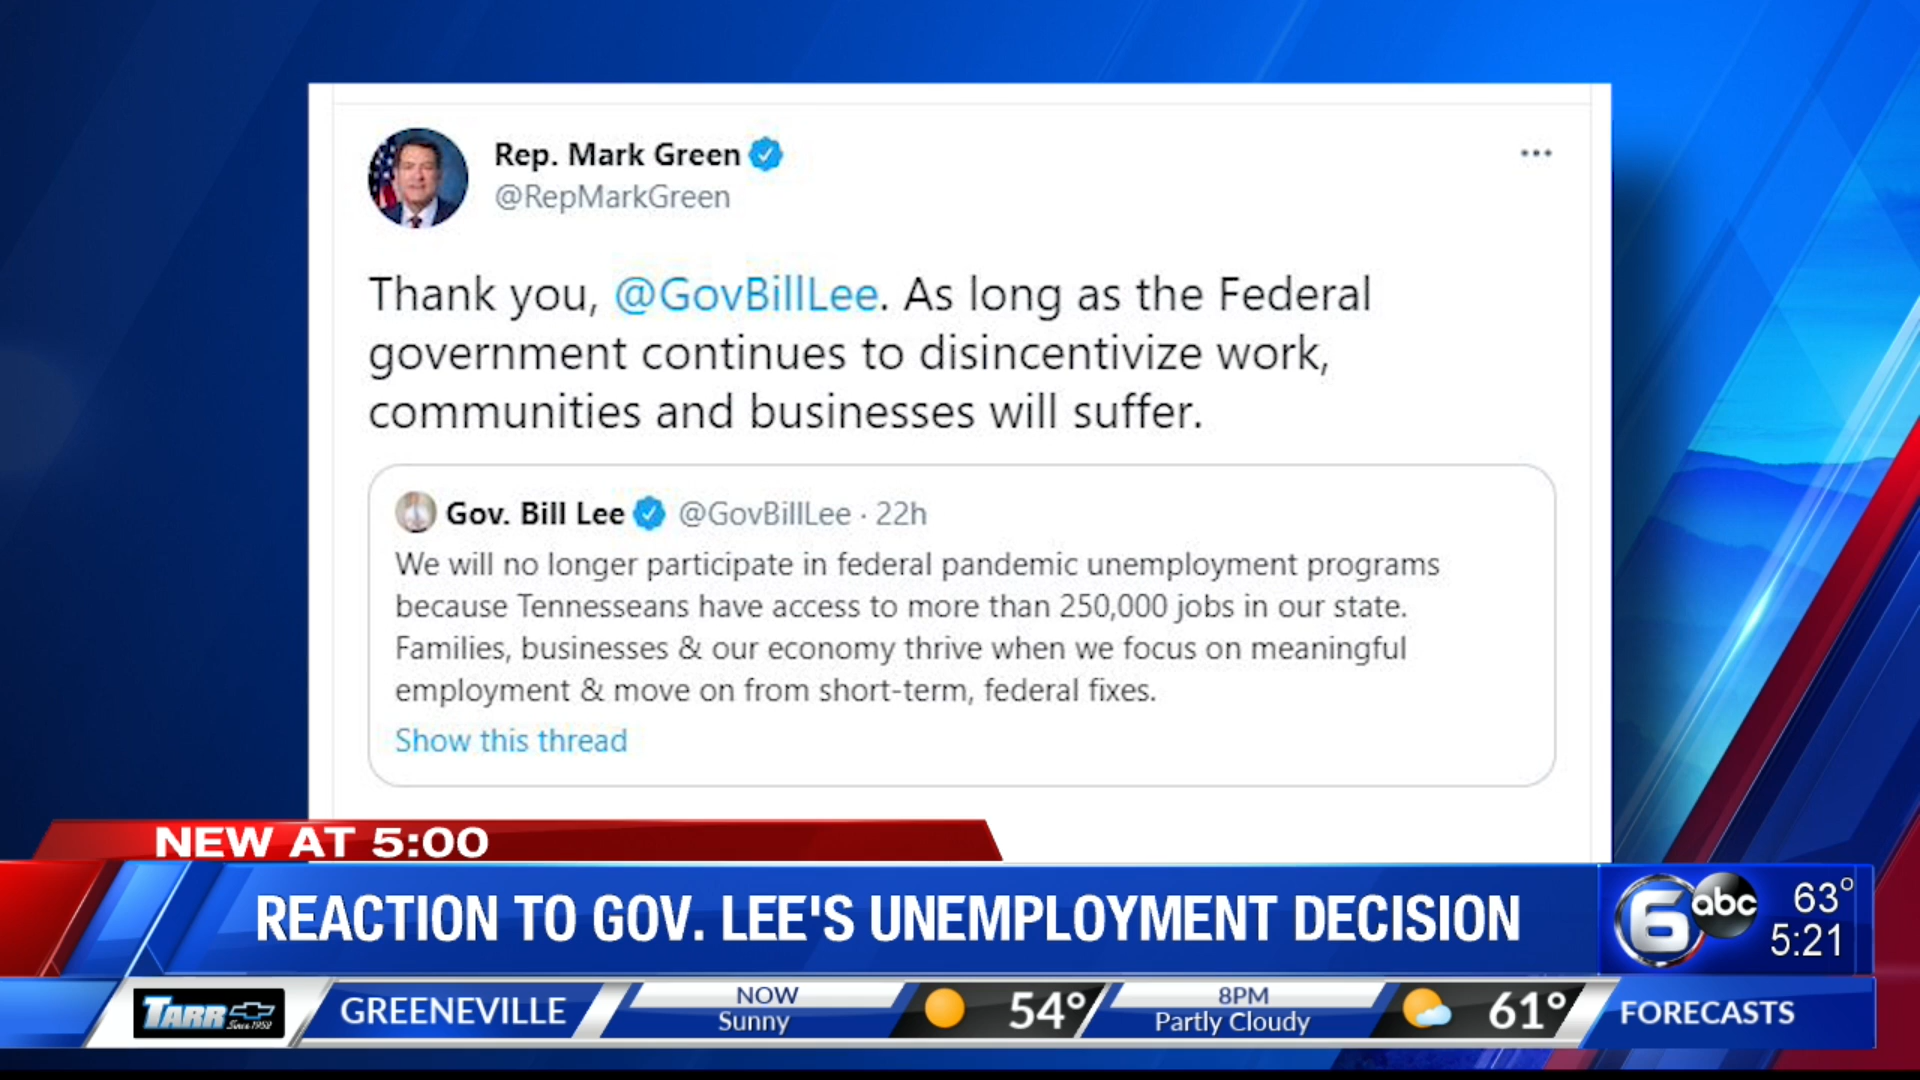 Rep. Mark Green
@RepMarkGreen
Thank you, @GovBillLee. As long as the Federal
government continues to disincentivize work,
communities and businesses will suffer.
Gov. Bill Lee @GovBillLee · 22h
We will no longer participate in federal pandemic unemployment programs
because Tennesseans have access to more than 250,000 jobs in our state.
Families, businesses & our economy thrive when we focus on meaningful
employment & move on from short-term, federal fixes.
Show this thread
NEW AT 5:00
REACTION TO GOV. LEE'S UNEMPLOYMENT DECISION
6 abc
63°
5:21
TARR
Since 1952
GREENEVILLE
NOW
Sunny
54°
8PM
Partly Cloudy
61°
FORECASTS